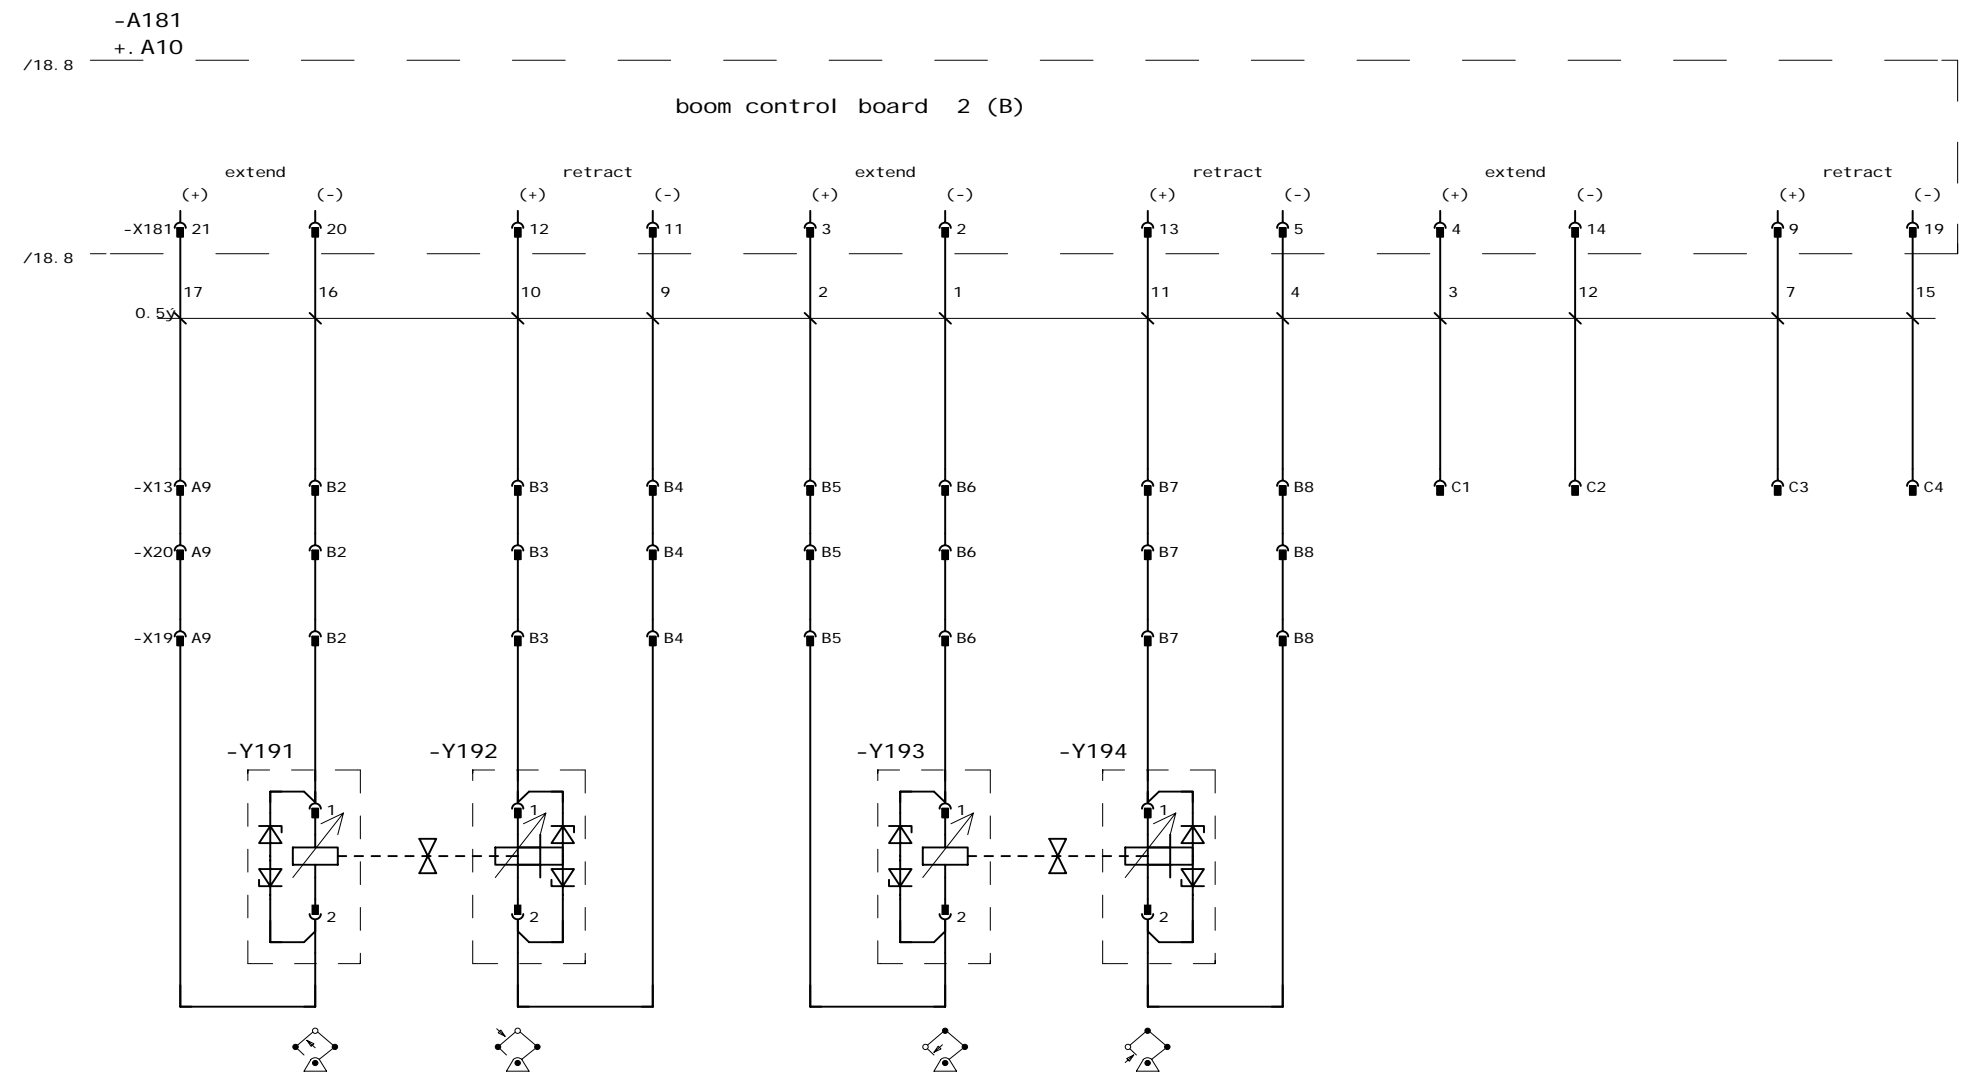 -A181
+.A10
/18.8
boom control board 2 (B)
extend retract extend retract extend retract
(+) (-) (+) (-) (+) (-) (+) (-) (+) (-) (+) (-)
-X181 21 20 12 11 3 2 13 5 4 14 9 19
/18.8
17 16 10 9 2 1 11 4 3 12 7 15
0.5ý
-X13 A9 B2 B3 B4 B5 B6 B7 B8 C1 C2 C3 C4
-X20 A9 B2 B3 B4 B5 B6 B7 B8
-X19 A9 B2 B3 B4 B5 B6 B7 B8
-Y191 -Y192 -Y193 -Y194
1 1 1 1
2 2 2 2